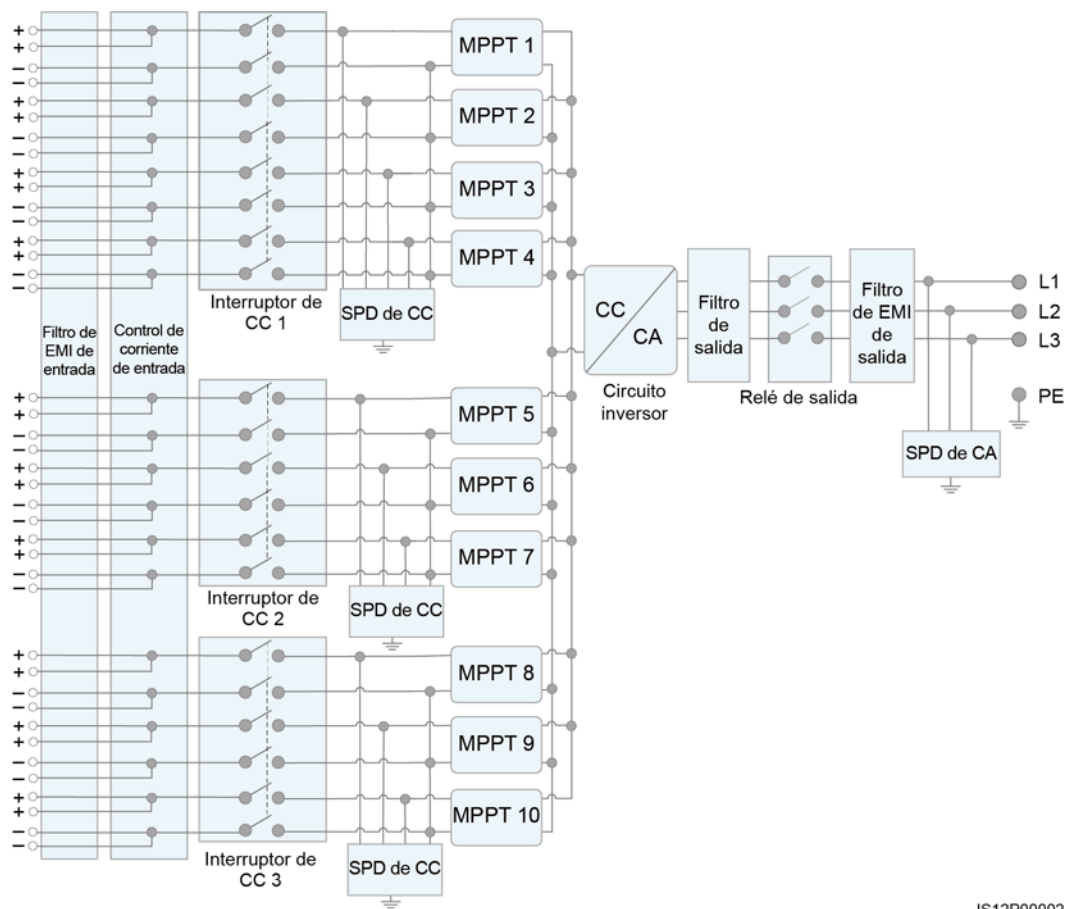 +
+
−
−
+
+
−
−
+
+
−
−
+
+
−
−
Interruptor de
CC 1
SPD de CC
MPPT 1
MPPT 2
MPPT 3
MPPT 4
Filtro de
EMI de
entrada
Control de
corriente
de entrada
+
+
−
−
+
+
−
−
+
+
−
−
Interruptor de
CC 2
SPD de CC
MPPT 5
MPPT 6
MPPT 7
+
+
−
−
+
+
−
−
+
+
−
−
Interruptor de
CC 3
SPD de CC
MPPT 8
MPPT 9
MPPT 10
CC
CA
Circuito
inversor
Filtro
de
salida
Relé de salida
Filtro
de EMI
de
salida
L1
L2
L3
PE
SPD de CA